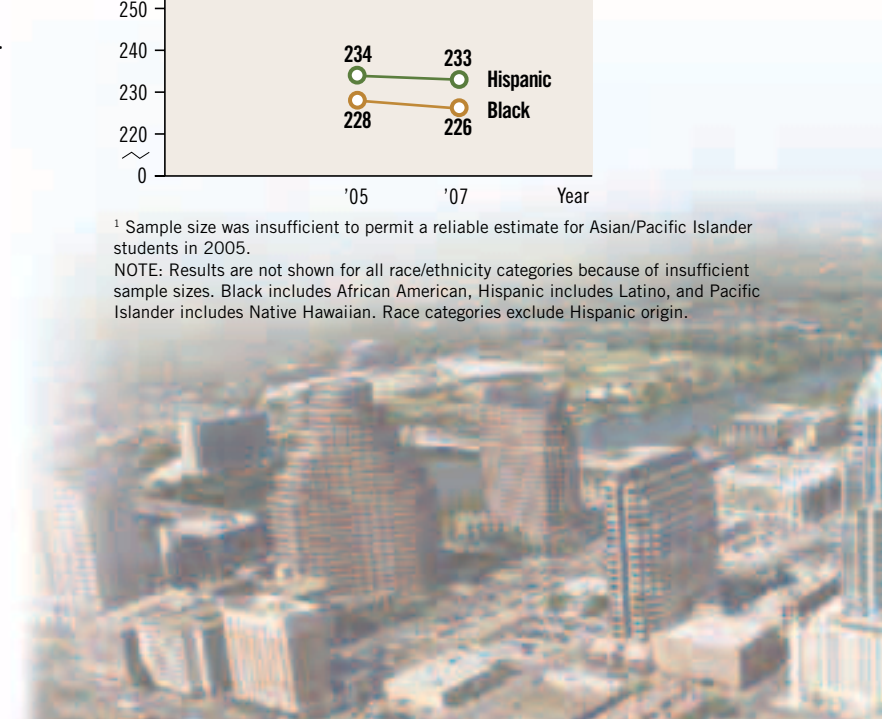 250
240
230
220
0
234
233
Hispanic
228
226
Black
’05
’07
Year
¹ Sample size was insufficient to permit a reliable estimate for Asian/Pacific Islander
students in 2005.
NOTE: Results are not shown for all race/ethnicity categories because of insufficient
sample sizes. Black includes African American, Hispanic includes Latino, and Pacific
Islander includes Native Hawaiian. Race categories exclude Hispanic origin.